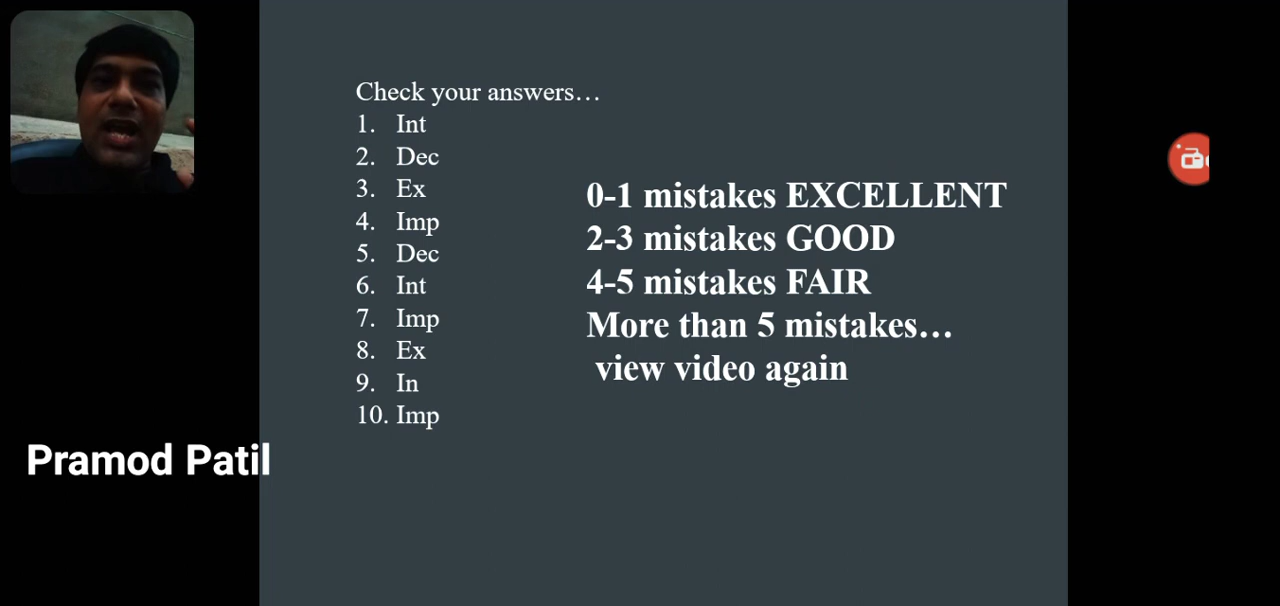 Check your answers…
1. Int
2. Dec
3. Ex
4. Imp
5. Dec
6. Int
7. Imp
8. Ex
9. In
10. Imp
0-1 mistakes EXCELLENT
2-3 mistakes GOOD
4-5 mistakes FAIR
More than 5 mistakes…
view video again
Pramod Patil